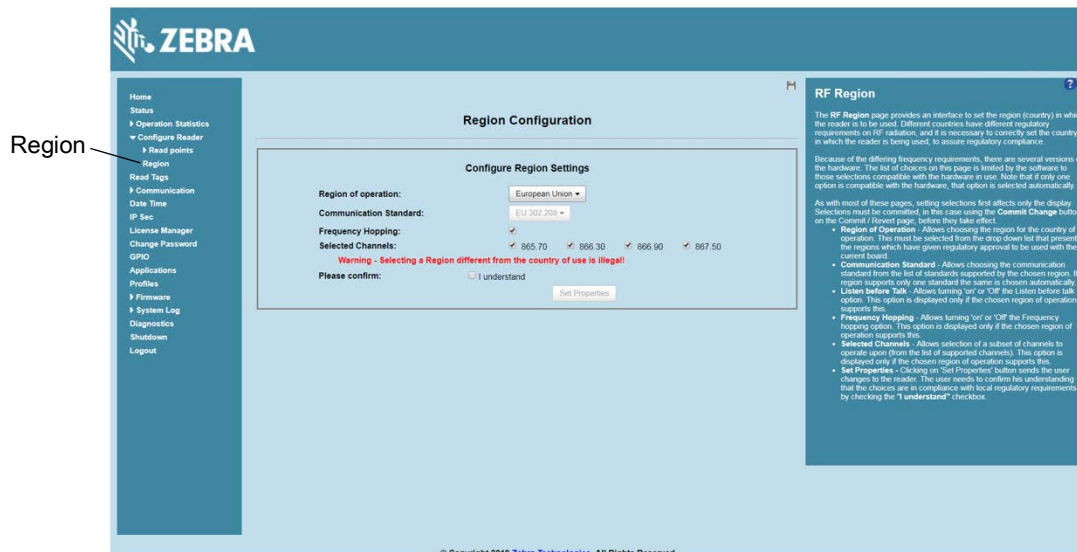 ZEBRA
Region
Home
Status
Operation Statistics
Configure Reader
Read points
Region
Read Tags
Communication
Date Time
IP Sec
License Manager
Change Password
GPIO
Applications
Profiles
Firmware
System Log
Diagnostics
Shutdown
Logout
Region Configuration
Configure Region Settings
Region of operation: European Union
Communication Standard: EU 302.208
Frequency Hopping:
Selected Channels: 865.70 866.30 866.90 867.50
Warning - Selecting a Region different from the country of use is illegal!
Please confirm: I understand
Set Properties
?
RF Region
The RF Region page provides an interface to set the region (country) in
the reader is to be used. Different countries have different regulatory
requirements on RF radiation, and it is necessary to correctly set the country
in which the reader is being used, to assure regulatory compliance.
Because of the differing frequency requirements, there are several versions
the hardware. The list of choices on this page is limited by the software to
those selections compatible with the hardware in use. Note that if only one
option is compatible with the hardware, that option is selected automatically.
As with most of these pages, setting selections first affects only the display.
Selections must be committed, in this case using the Commit Change
on the Commit / Revert page, before they take effect.
• Region of Operation - Allows choosing the region for the country of
operation. This must be selected from the drop down list that present
the regions which have given regulatory approval to be used with the
current board.
• Communication Standard - Allows choosing the communication
standard from the list of standards supported by the chosen region.
region supports only one standard the same is chosen automatically.
• Listen before Talk - Allows turning 'on' or 'Off' the Listen before talk
option. This option is displayed only if the chosen region of operation
supports this.
• Frequency Hopping - Allows turning 'on' or 'Off' the Frequency
hopping option. This option is displayed only if the chosen region of
operation supports this.
• Selected Channels - Allows selection of a subset of channels to
operate upon (from the list of supported channels). This option is
displayed only if the chosen region of operation supports this.
• Set Properties - Clicking on 'Set Properties' button sends the user
changes to the reader. The user needs to confirm his understanding
that the choices are in compliance with local regulatory requirements
by checking the "I understand" checkbox.